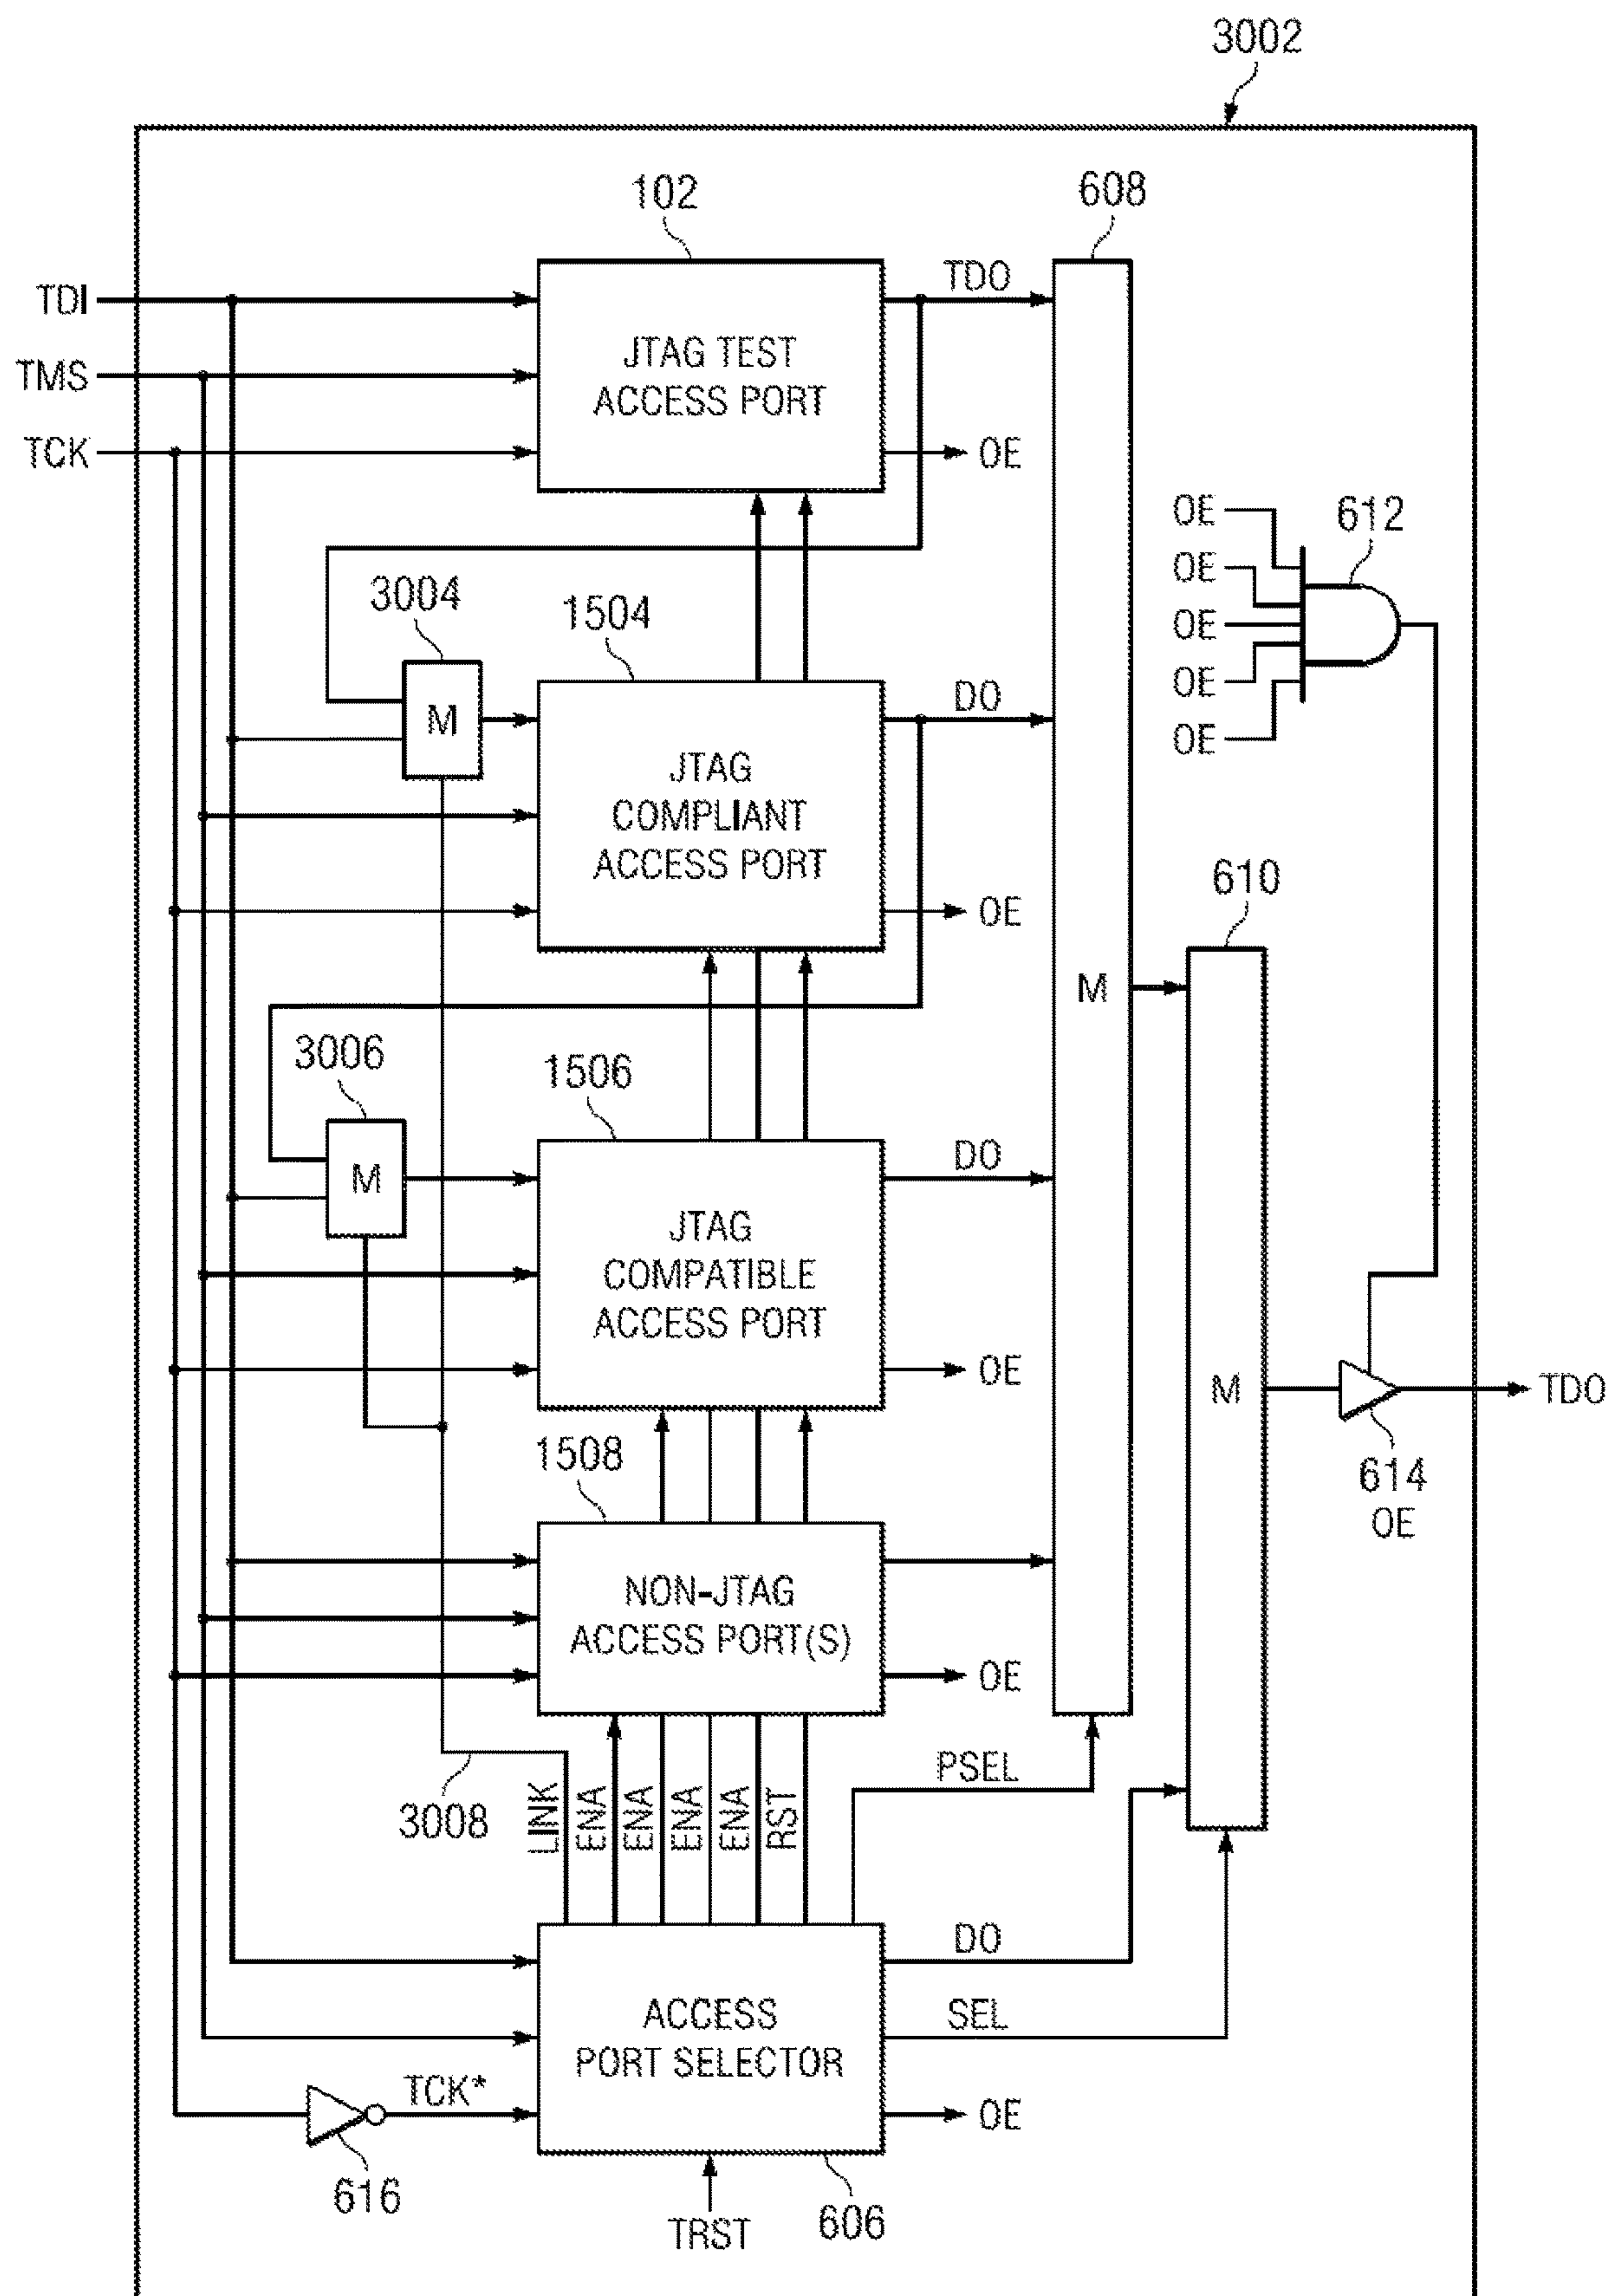 3002
102
608
TDI
TDO
JTAG TEST
ACCESS PORT
TMS
TCK
OE
OE
612
OE
OE
OE
OE
3004
1504
M
DO
JTAG
COMPLIANT
ACCESS PORT
OE
610
M
3006
1506
M
DO
JTAG
COMPATIBLE
ACCESS PORT
OE
M
TDO
614
OE
1508
NON-JTAG
ACCESS PORT(S)
OE
3008
LINK
ENA
ENA
ENA
ENA
RST
PSEL
DO
ACCESS
PORT SELECTOR
SEL
TCK*
OE
616
TRST
606